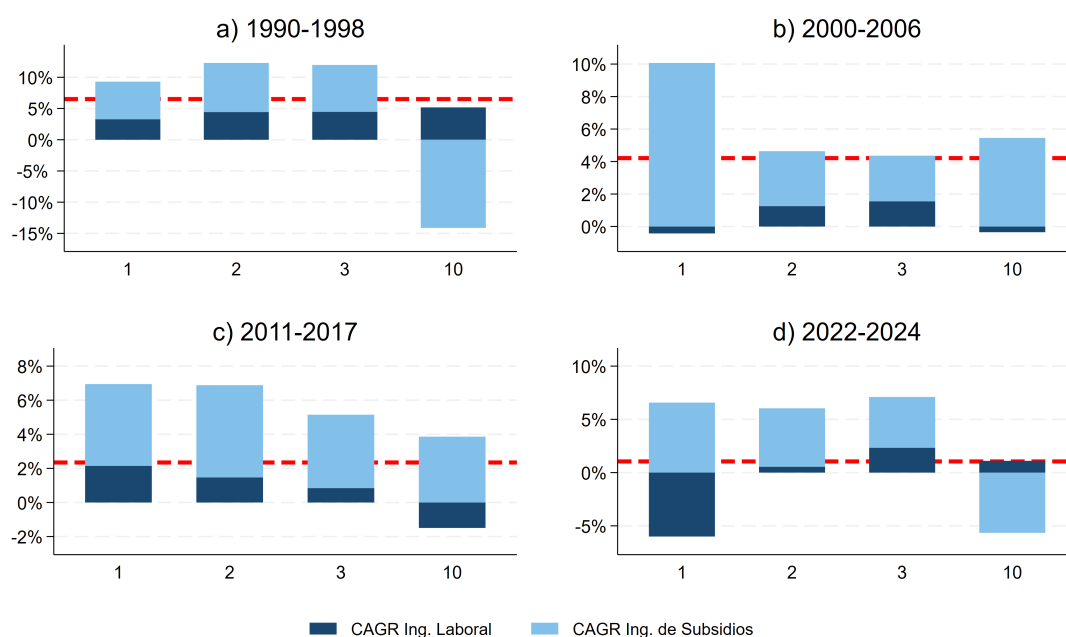 a) 1990-1998
10%
5%
0%
-5%
-10%
-15%
1 2 3 10
b) 2000-2006
10%
8%
6%
4%
2%
0%
1 2 3 10
c) 2011-2017
8%
6%
4%
2%
0%
-2%
1 2 3 10
d) 2022-2024
10%
5%
0%
-5%
1 2 3 10
CAGR Ing. Laboral CAGR Ing. de Subsidios